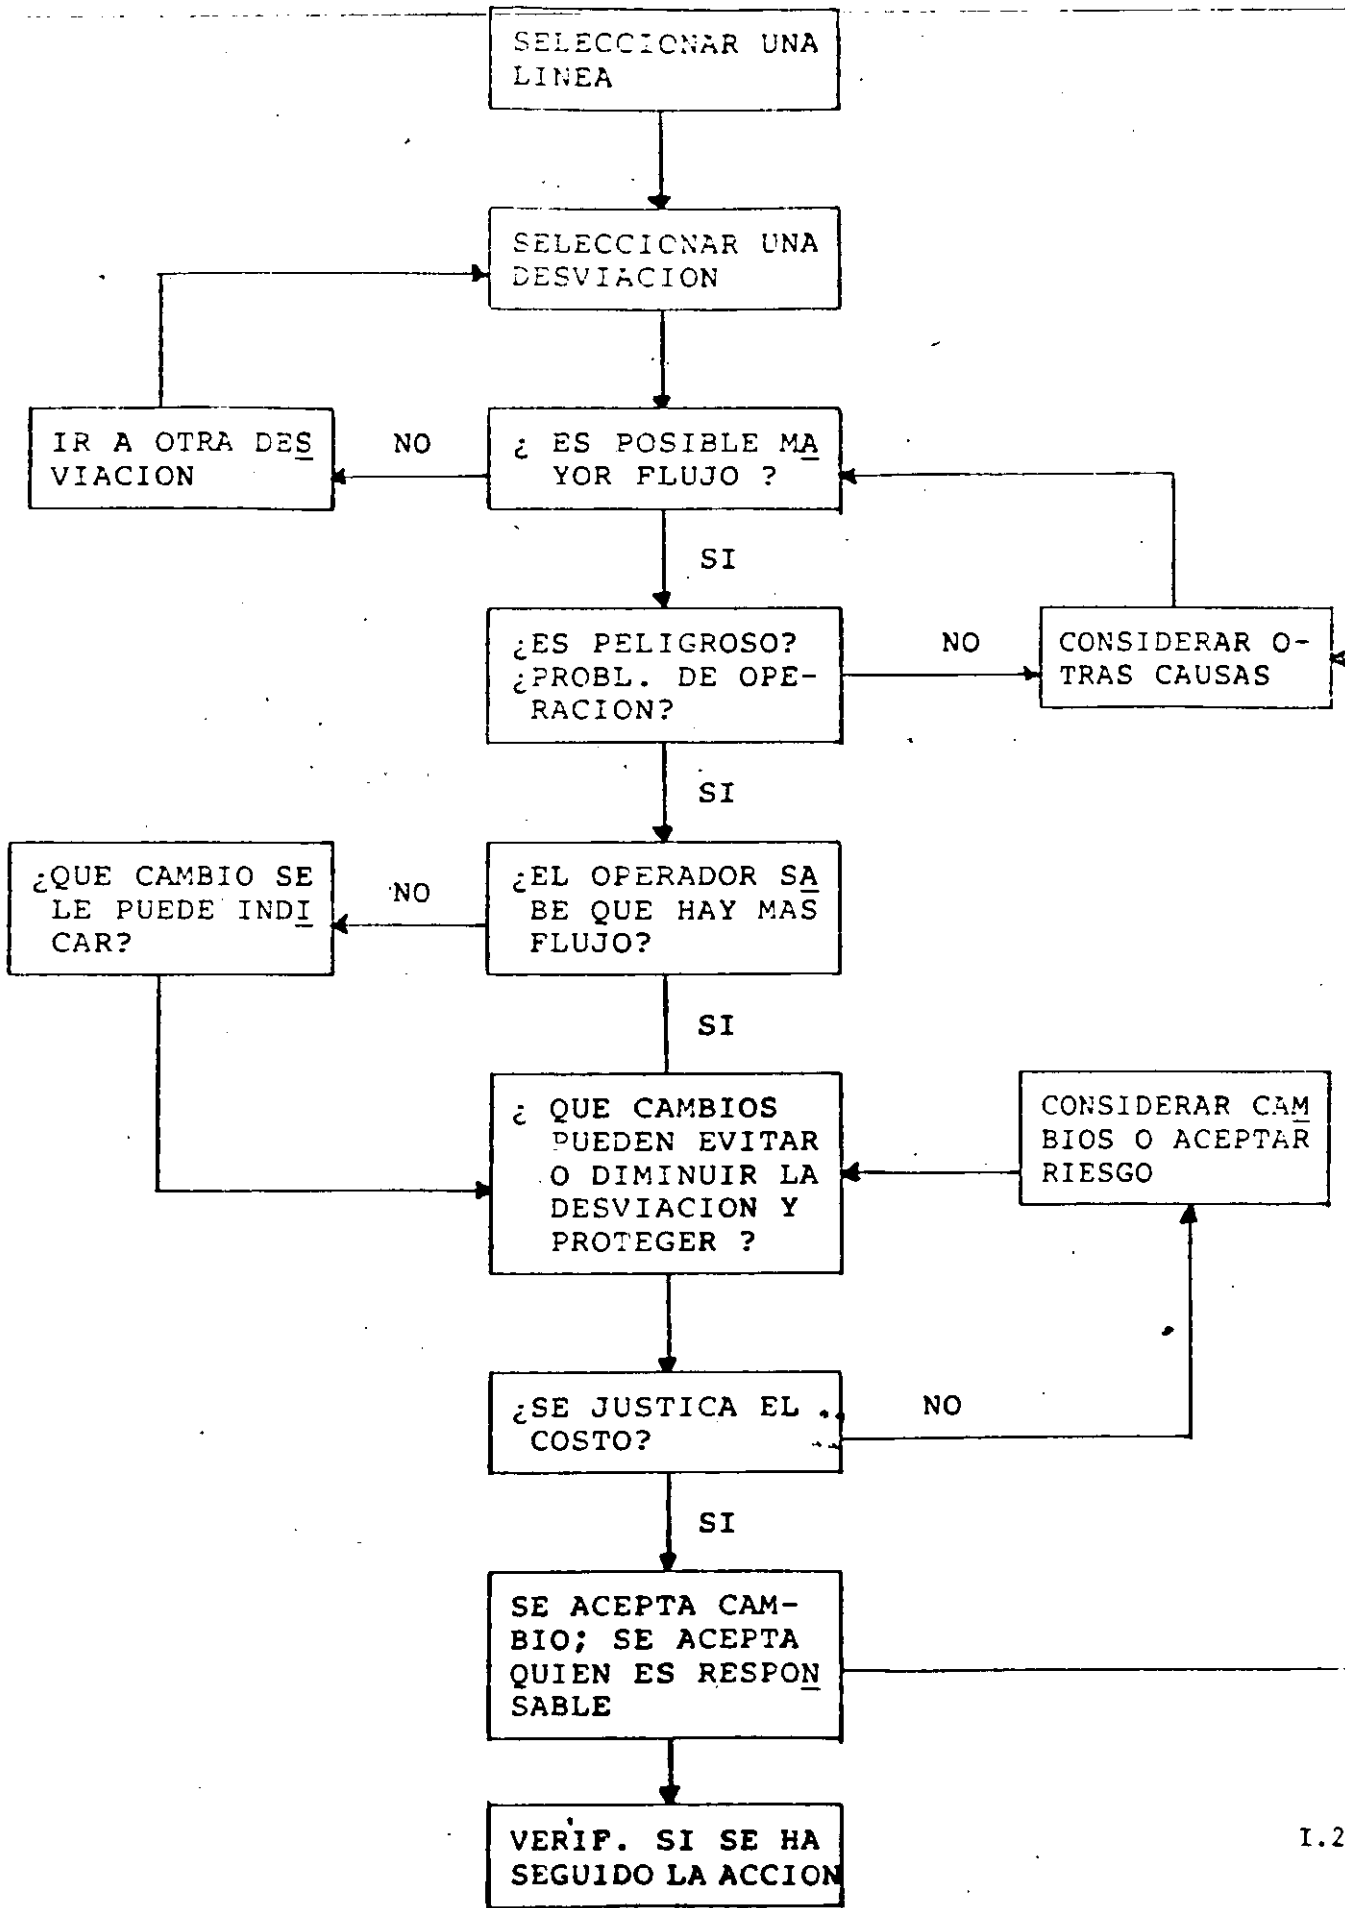 SELECCIONAR UNA
LINEA
SELECCIONAR UNA
DESVIACION
IR A OTRA DES
VIACION
NO
¿ ES POSIBLE MA
YOR FLUJO ?
SI
¿ES PELIGROSO?
¿PROBL. DE OPE-
RACION?
NO
CONSIDERAR O-
TRAS CAUSAS
SI
¿QUE CAMBIO SE
LE PUEDE INDI
CAR?
NO
¿EL OPERADOR SA
BE QUE HAY MAS
FLUJO?
SI
¿ QUE CAMBIOS
PUEDEN EVITAR
O DIMINUIR LA
DESVIACION Y
PROTEGER ?
CONSIDERAR CAM
BIOS O ACEPTAR
RIESGO
¿SE JUSTICA EL
COSTO?
NO
SI
SE ACEPTA CAM-
BIO; SE ACEPTA
QUIEN ES RESPON
SABLE
VERIF. SI SE HA
SEGUIDO LA ACCION
I.2